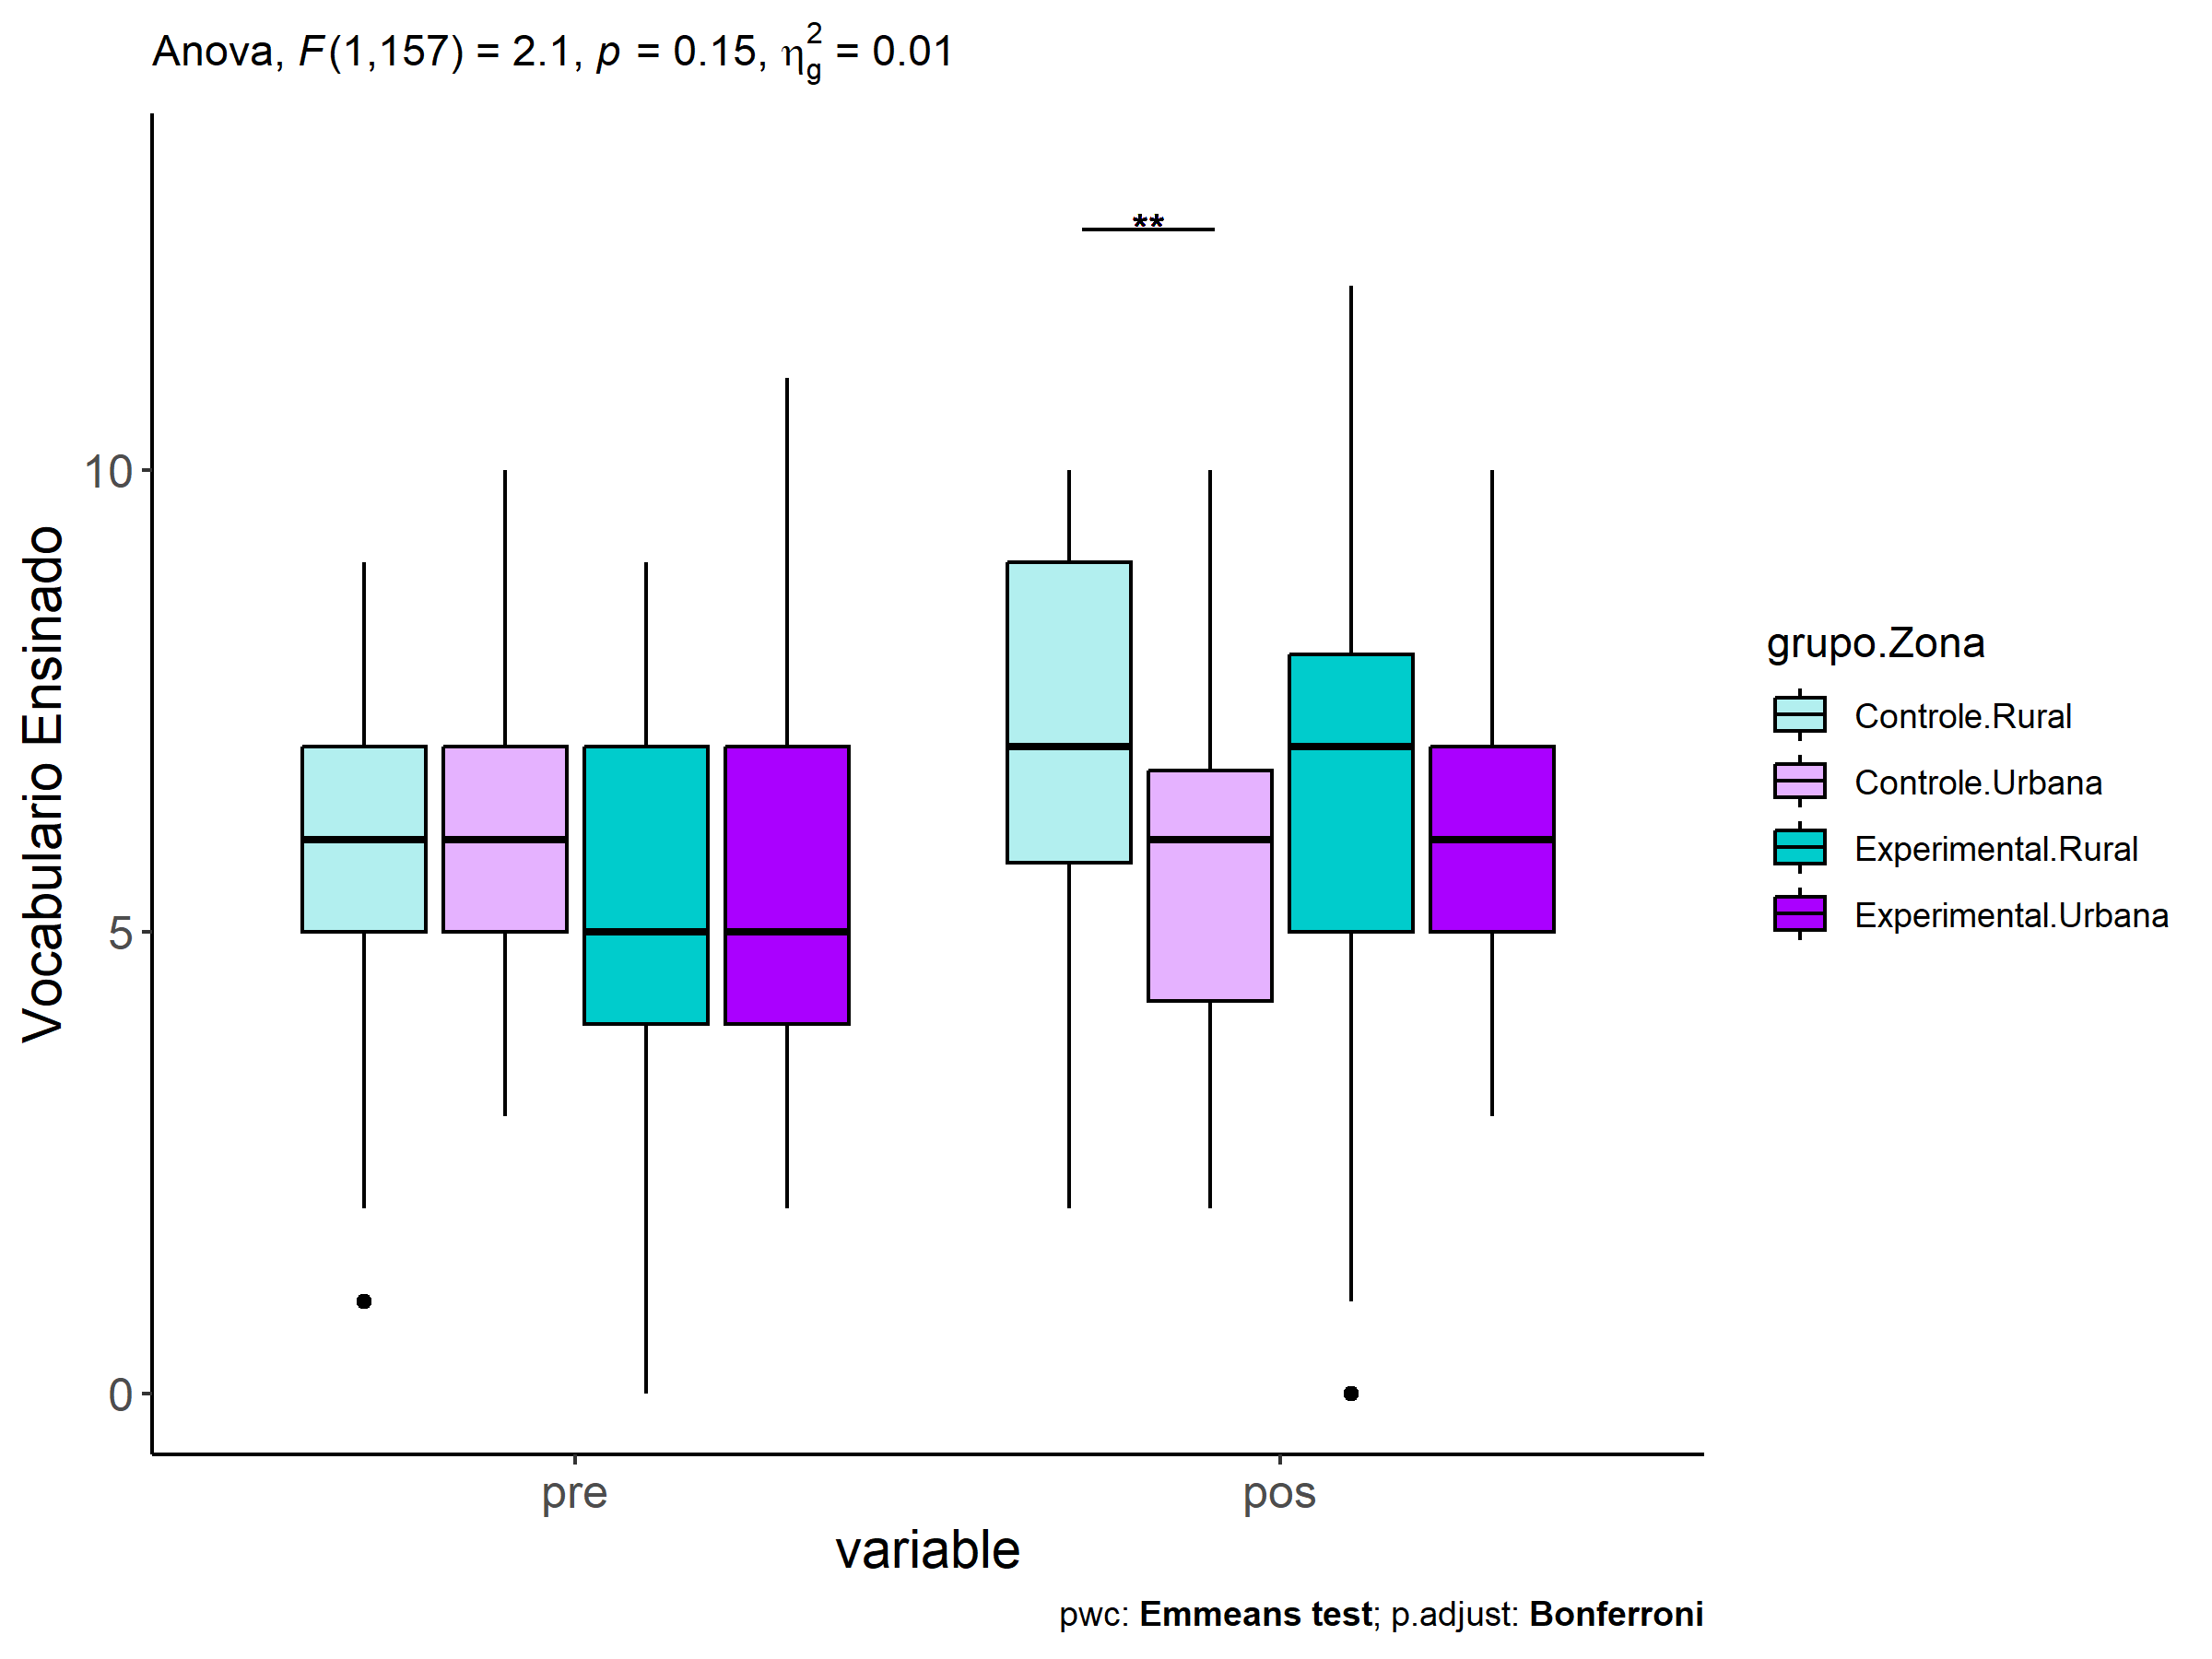 Anova, F(1,157) = 2.1, p = 0.15, η²g = 0.01
**
10
5
0
Vocabulario Ensinado
pre
pos
variable
grupo.Zona
Controle.Rural
Controle.Urbana
Experimental.Rural
Experimental.Urbana
pwc: Emmeans test; p.adjust: Bonferroni